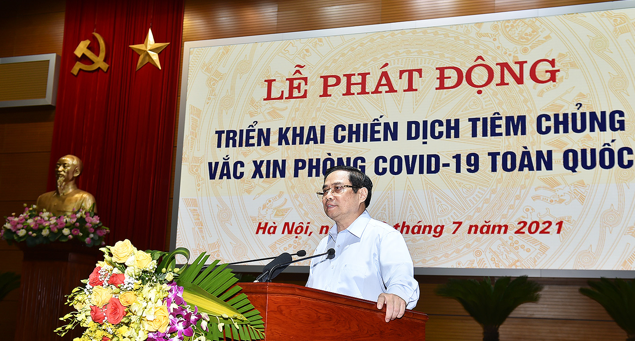 LỄ PHÁT ĐỘNG
TRIỂN KHAI CHIẾN DỊCH TIÊM CHỦNG
VẮC XIN PHÒNG COVID-19 TOÀN QUỐC
Hà Nội, tháng 7 năm 2021